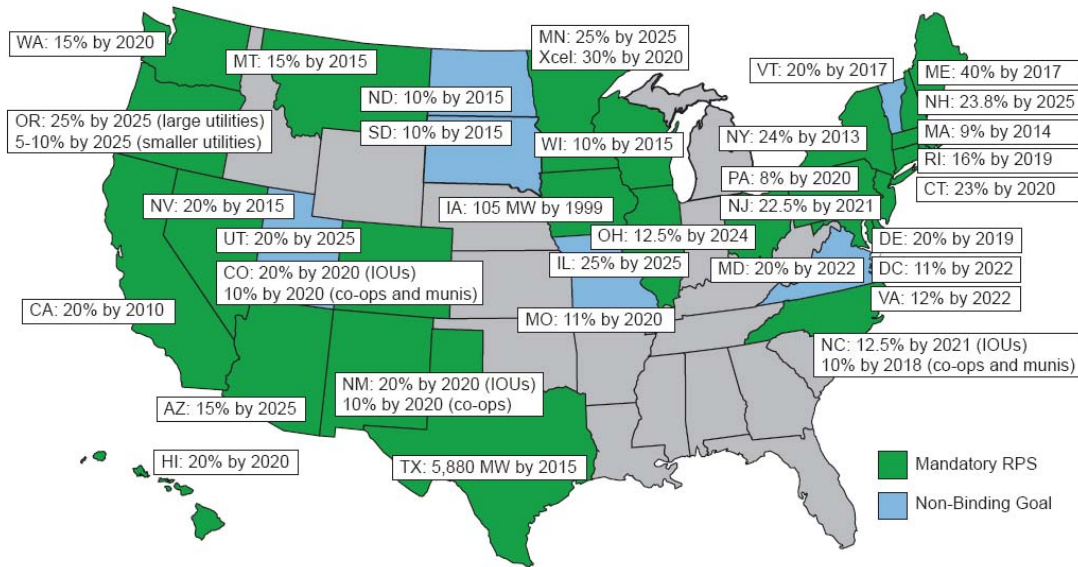 WA: 15% by 2020
MT: 15% by 2015
MN: 25% by 2025
Xcel: 30% by 2020
VT: 20% by 2017
ME: 40% by 2017
ND: 10% by 2015
NH: 23.8% by 2025
OR: 25% by 2025 (large utilities)
5-10% by 2025 (smaller utilities)
SD: 10% by 2015
WI: 10% by 2015
NY: 24% by 2013
MA: 9% by 2014
RI: 16% by 2019
PA: 8% by 2020
CT: 23% by 2020
NV: 20% by 2015
IA: 105 MW by 1999
NJ: 22.5% by 2021
UT: 20% by 2025
OH: 12.5% by 2024
DE: 20% by 2019
CO: 20% by 2020 (IOUs)
10% by 2020 (co-ops and munis)
IL: 25% by 2025
MD: 20% by 2022
DC: 11% by 2022
VA: 12% by 2022
CA: 20% by 2010
MO: 11% by 2020
NC: 12.5% by 2021 (IOUs)
10% by 2018 (co-ops and munis)
NM: 20% by 2020 (IOUs)
10% by 2020 (co-ops)
AZ: 15% by 2025
HI: 20% by 2020
TX: 5,880 MW by 2015
Mandatory RPS
Non-Binding Goal